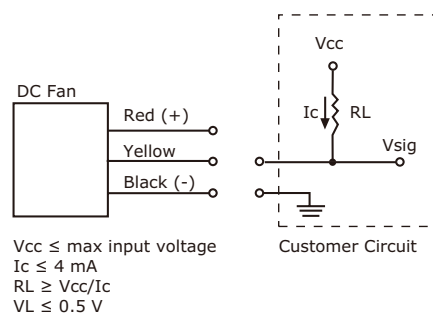 Vcc
DC Fan
Ic
RL
Red (+)
Yellow
Vsig
Black (-)
Vcc ≤ max input voltage
Ic ≤ 4 mA
RL ≥ Vcc/Ic
VL ≤ 0.5 V
Customer Circuit